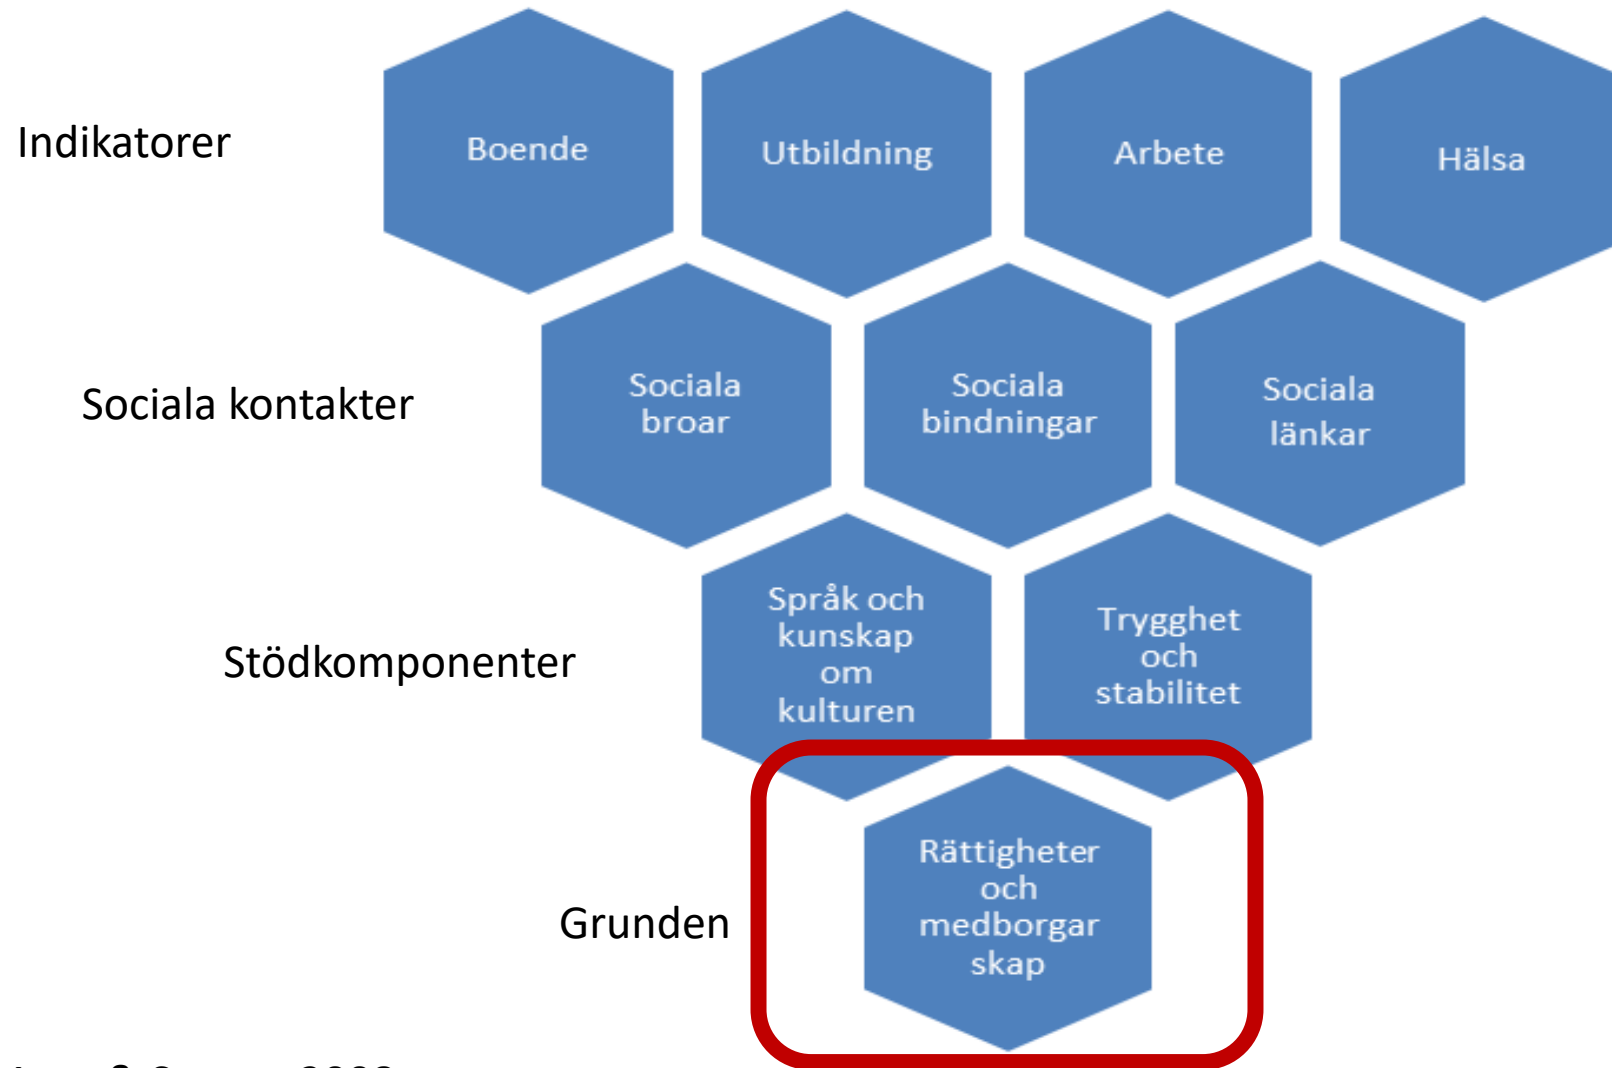 Indikatorer
Boende
Utbildning
Arbete
Hälsa
Sociala kontakter
Sociala
broar
Sociala
bindningar
Sociala
länkar
Stödkomponenter
Språk och
kunskap
om
kulturen
Trygghet
och
stabilitet
Grunden
Rättigheter
och
medborgar
skap